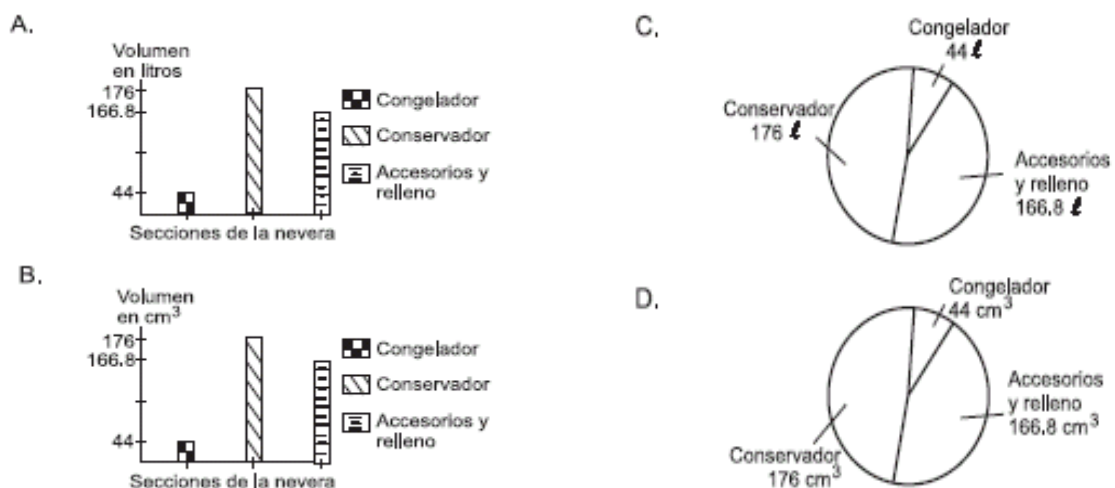 A.
Volumen
en litros
176
166.8
44
Secciones de la nevera
Congelador
Conservador
Accesorios y
relleno
B.
Volumen
en cm³
176
166.8
44
Secciones de la nevera
Congelador
Conservador
Accesorios y
relleno
C.
Congelador
44 ℓ
Conservador
176 ℓ
Accesorios
y relleno
166.8 ℓ
D.
Congelador
44 cm³
Accesorios
y relleno
166.8 cm³
Conservador
176 cm³